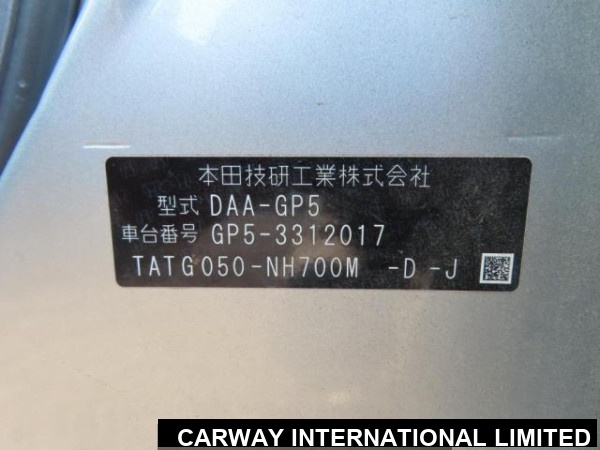 本田技研工業株式会社
型式 DAA-GP5
車台番号 GP5-3312017
TATG050-NH700M -D -J
CARWAY INTERNATIONAL LIMITED